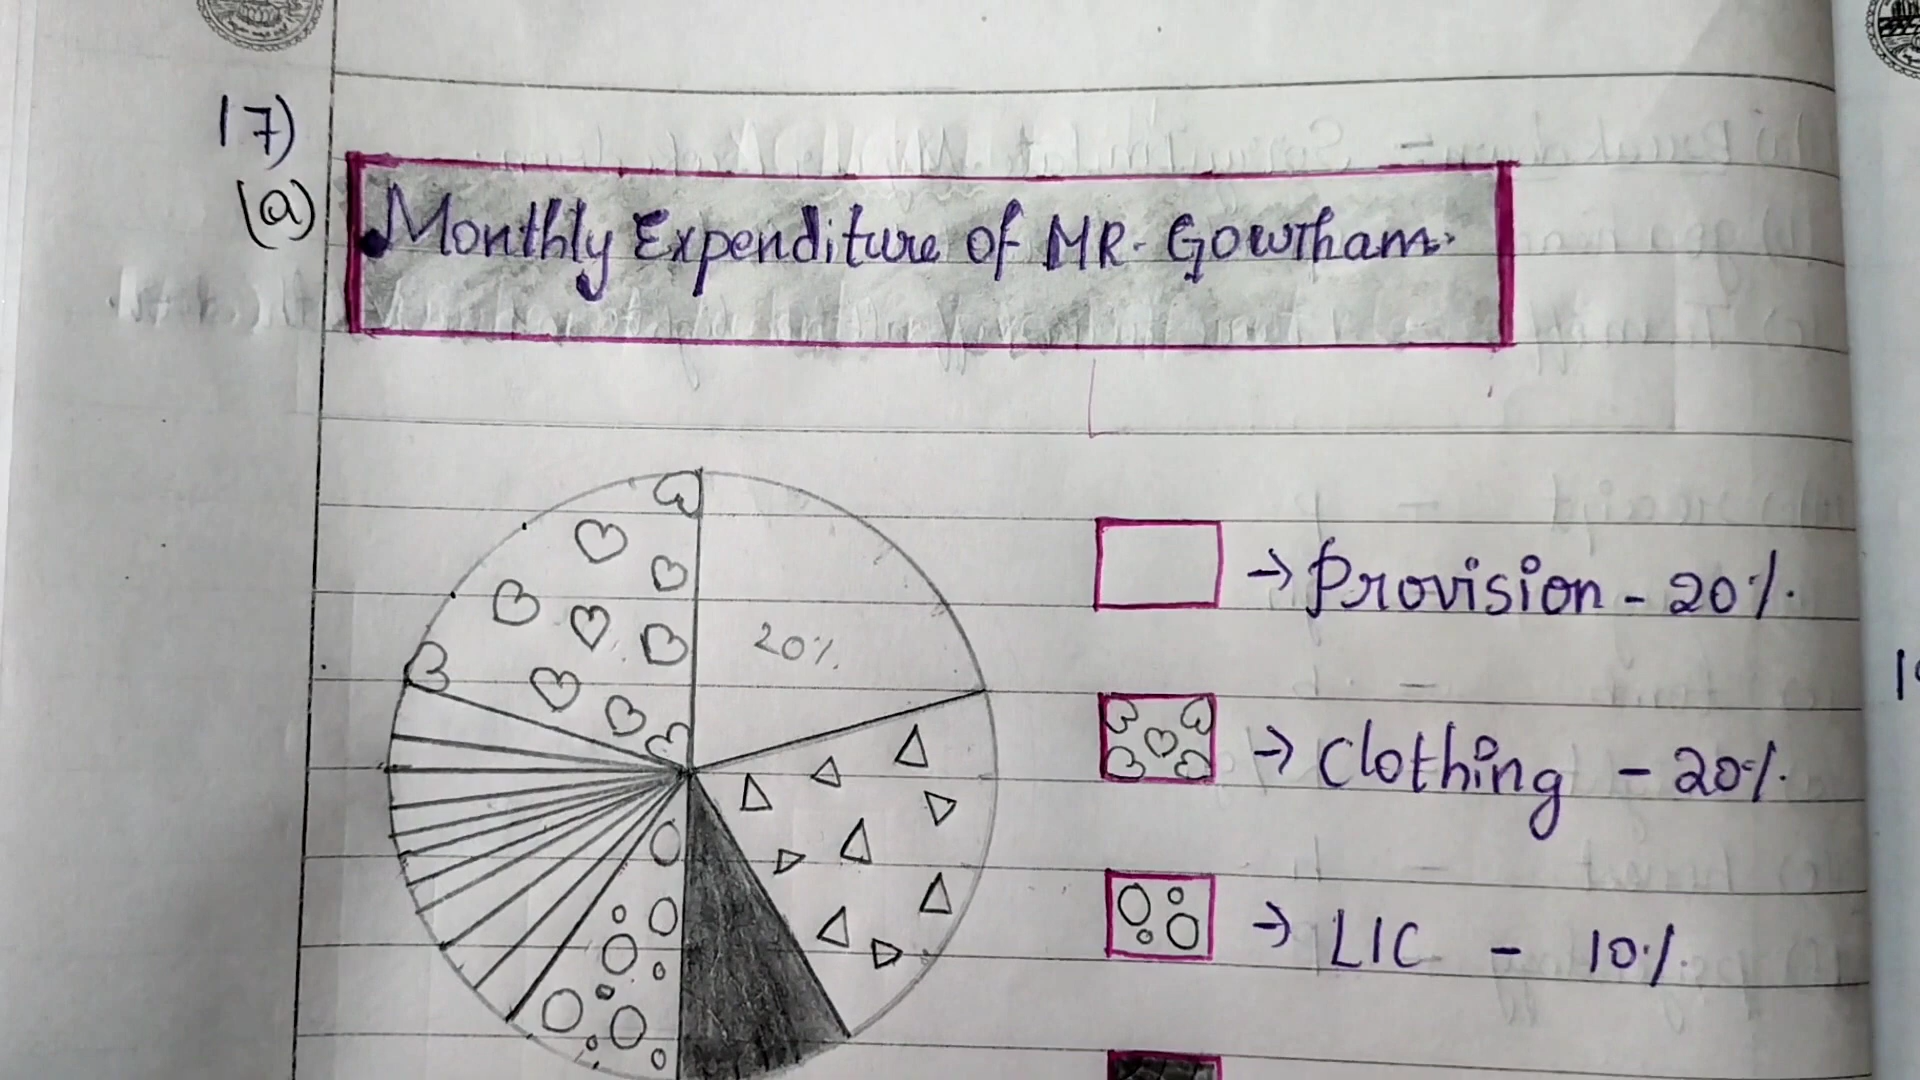 17)
(a)
Monthly Expenditure of MR. Gowtham.
20%.
→ Provision - 20%.
→ Clothing - 20%.
→ LIC - 10%.